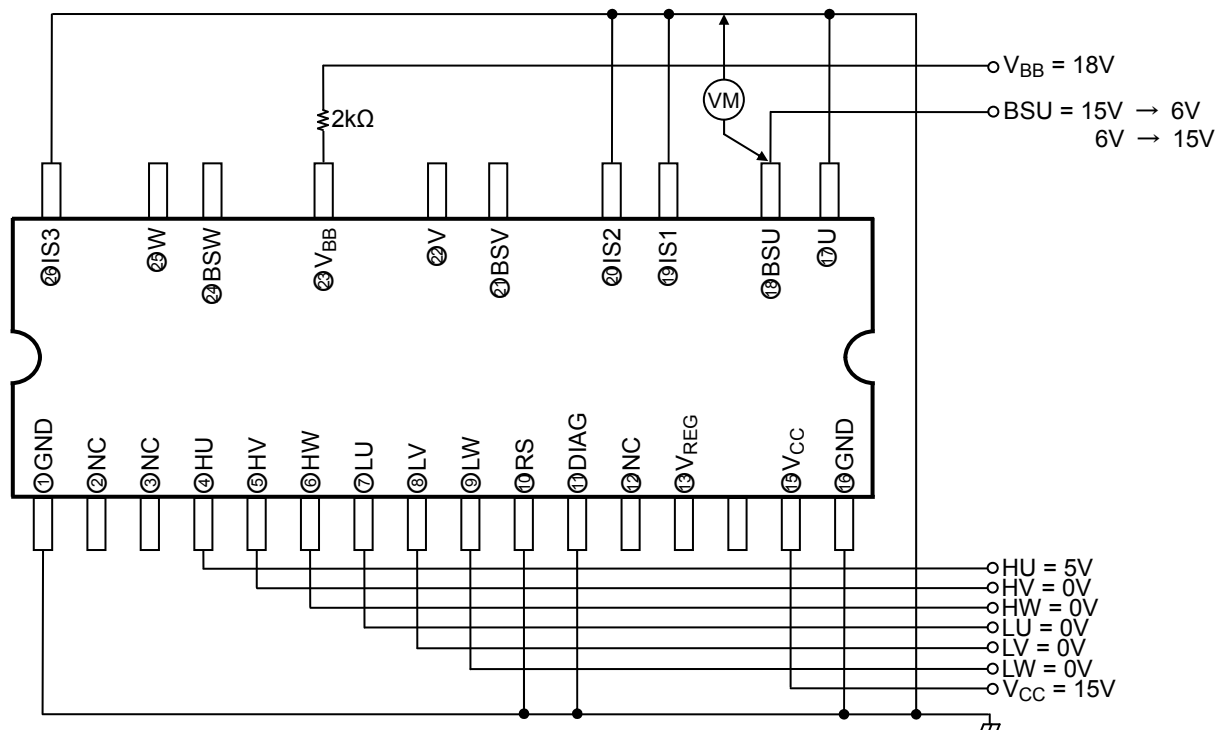 V_BB = 18V
VM
BSU = 15V → 6V
6V → 15V
2kΩ
㉖IS3
㉕W
㉔BSW
㉓V_BB
㉒V
㉑BSV
⑳IS2
⑲IS1
⑱BSU
⑰U
①GND
②NC
③NC
④HU
⑤HV
⑥HW
⑦LU
⑧LV
⑨LW
⑩RS
⑪DIAG
⑫NC
⑬V_REG
⑮V_CC
⑯GND
HU = 5V
HV = 0V
HW = 0V
LU = 0V
LV = 0V
LW = 0V
V_CC = 15V